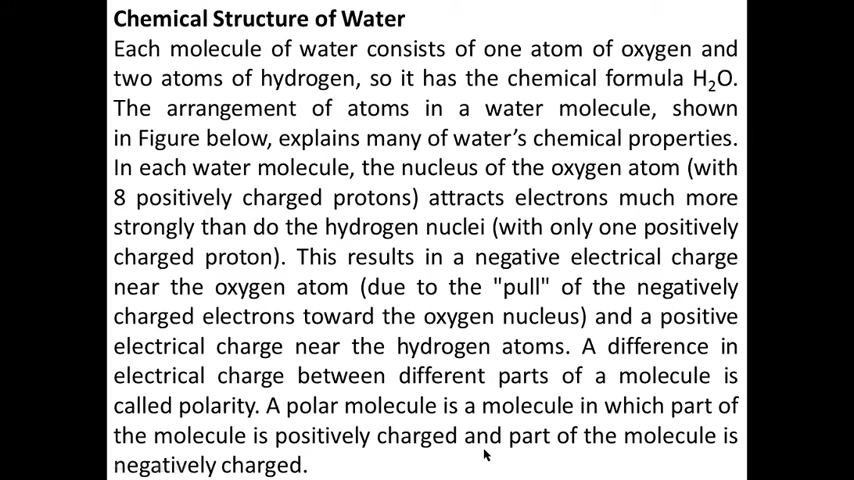 Chemical Structure of Water
Each molecule of water consists of one atom of oxygen and
two atoms of hydrogen, so it has the chemical formula H₂O.
The arrangement of atoms in a water molecule, shown
in Figure below, explains many of water’s chemical properties.
In each water molecule, the nucleus of the oxygen atom (with
8 positively charged protons) attracts electrons much more
strongly than do the hydrogen nuclei (with only one positively
charged proton). This results in a negative electrical charge
near the oxygen atom (due to the "pull" of the negatively
charged electrons toward the oxygen nucleus) and a positive
electrical charge near the hydrogen atoms. A difference in
electrical charge between different parts of a molecule is
called polarity. A polar molecule is a molecule in which part of
the molecule is positively charged and part of the molecule is
negatively charged.